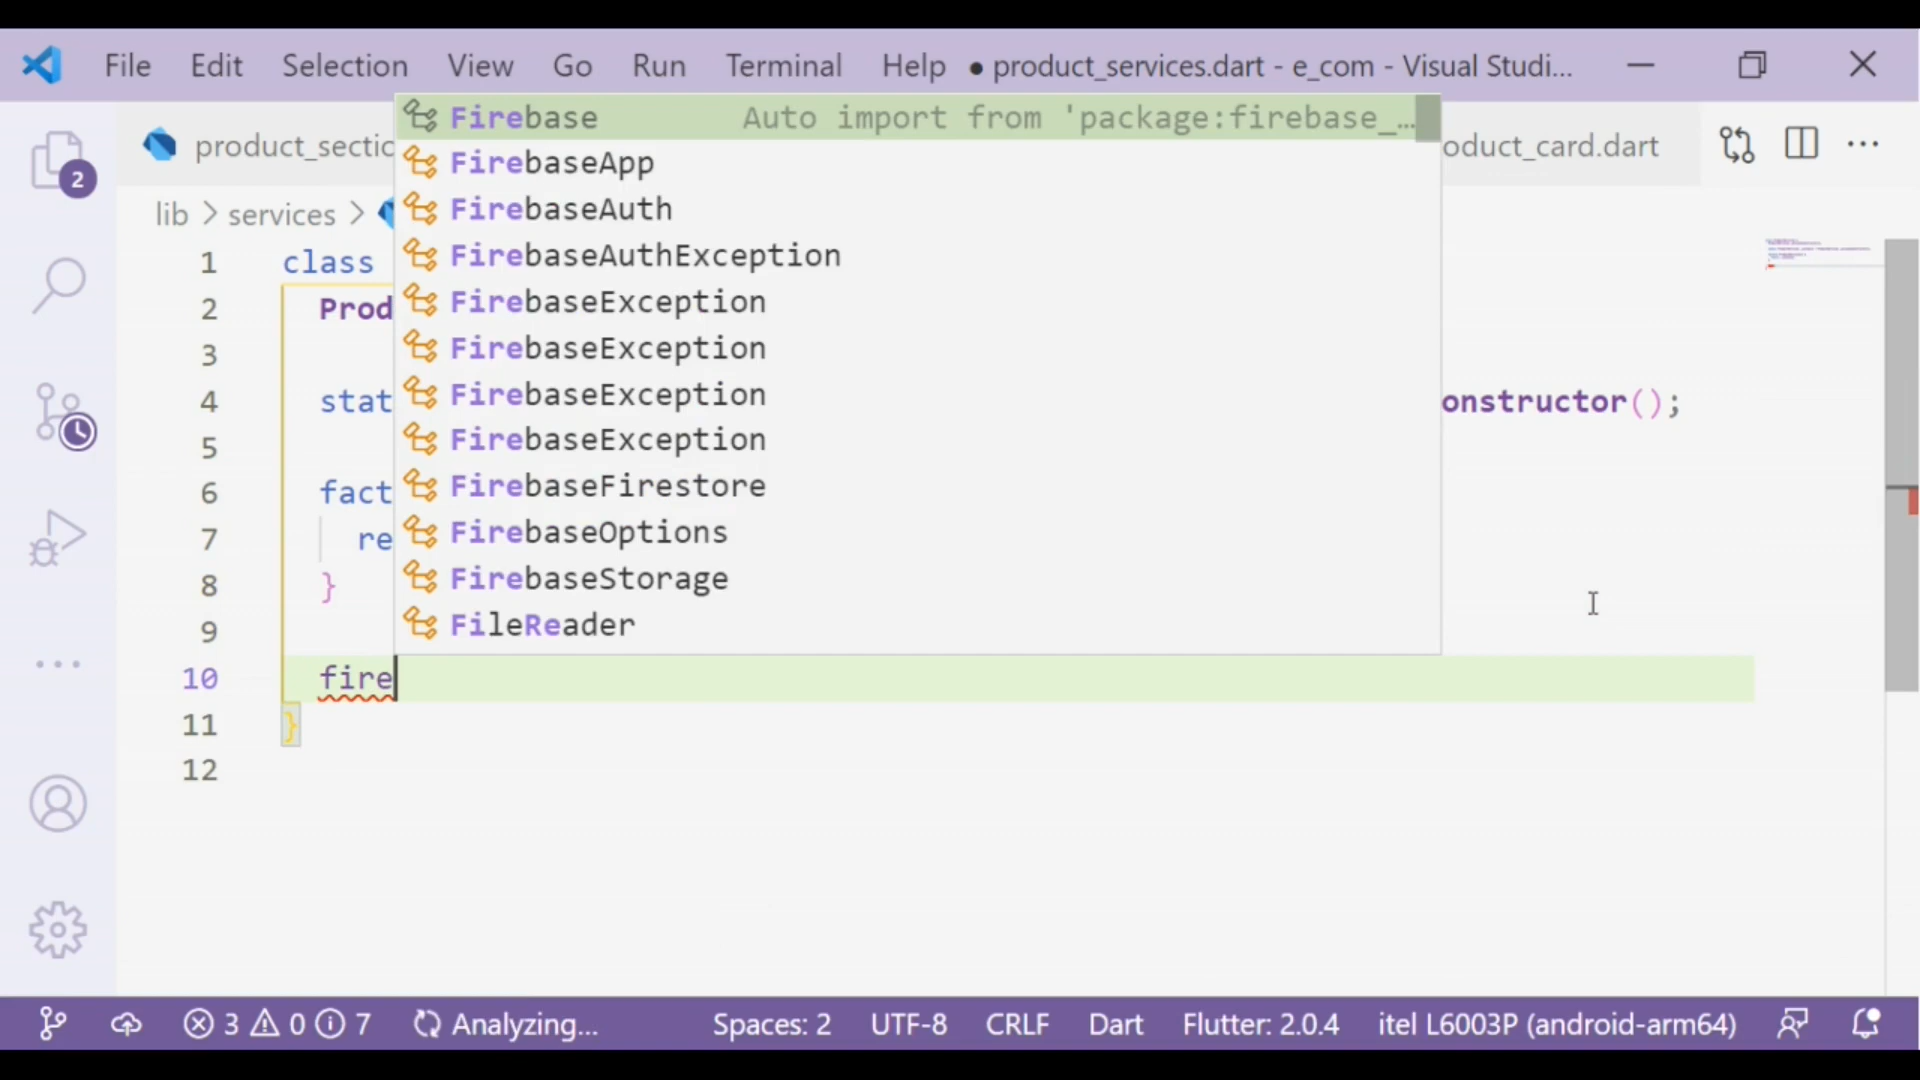 File Edit Selection View Go Run Terminal Help ● product_services.dart - e_com - Visual Studi...
2
product_sectio
oduct_card.dart
lib > services >
Firebase Auto import from 'package:firebase_…
FirebaseApp
FirebaseAuth
FirebaseAuthException
FirebaseException
FirebaseException
FirebaseException
FirebaseException
FirebaseFirestore
FirebaseOptions
FirebaseStorage
FileReader
1 class
2 Prod
3
4 stat onstructor();
5
6 fact
7 re
8 }
9
10 fire
11 }
12
3 0 7 Analyzing... Spaces: 2 UTF-8 CRLF Dart Flutter: 2.0.4 itel L6003P (android-arm64)